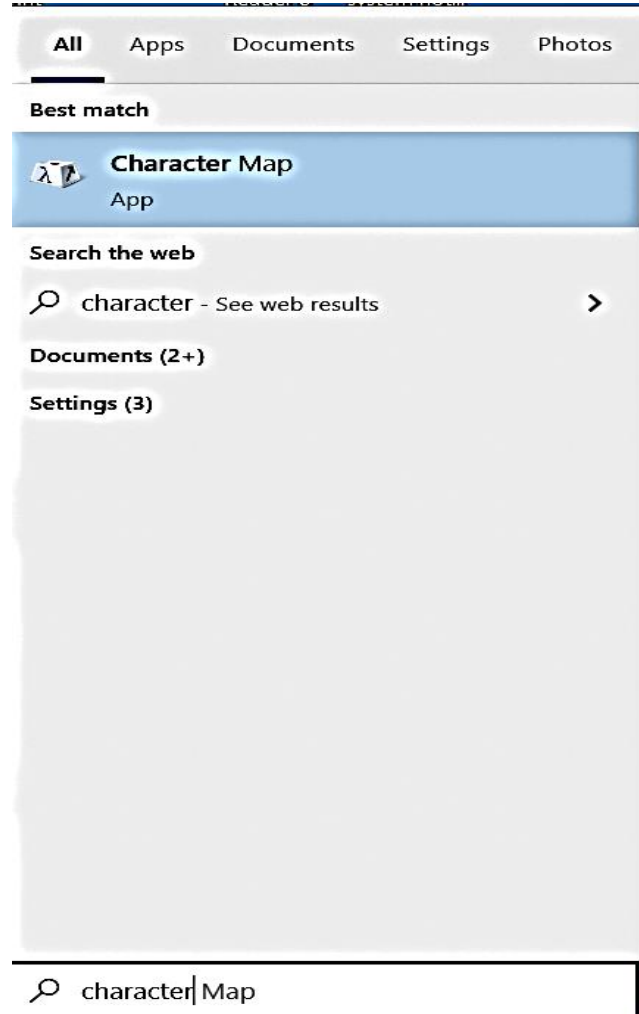 All Apps Documents Settings Photos
Best match
Character Map
App
Search the web
character - See web results
Documents (2+)
Settings (3)
character Map